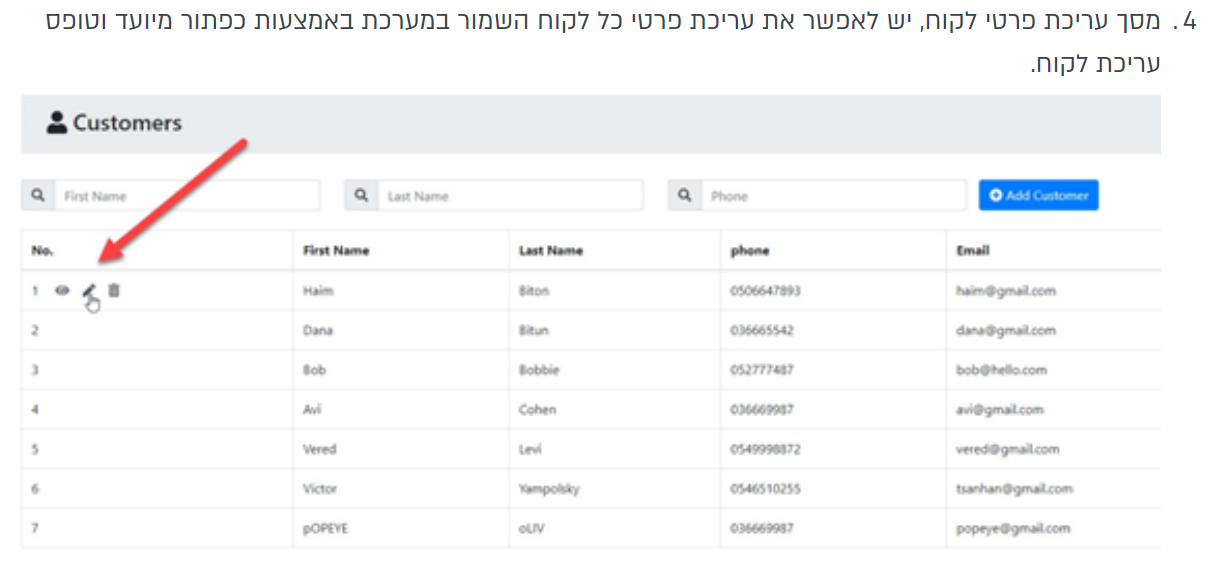 4. מסך עריכת פרטי לקוח, יש לאפשר את עריכת פרטי כל לקוח השמור במערכת באמצעות כפתור מיועד וטופס
עריכת לקוח.
Customers
First Name Last Name Phone Add Customer
No. First Name Last Name phone Email
1 Haim Biton 0506647893 haim@gmail.com
2 Dana Bitun 036665542 dana@gmail.com
3 Bob Bobbie 052777487 bob@hello.com
4 Avi Cohen 036669987 avi@gmail.com
5 Vered Levi 0549998872 vered@gmail.com
6 Victor Yampolsky 0546510255 tsanhan@gmail.com
7 pOPEYE oLIV 036669987 popeye@gmail.com